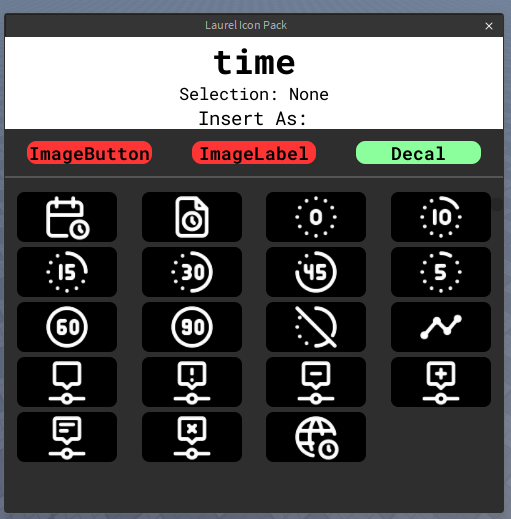 Laurel Icon Pack
time
Selection: None
Insert As:
ImageButton ImageLabel Decal
0 10
15 30 45 5
60 90